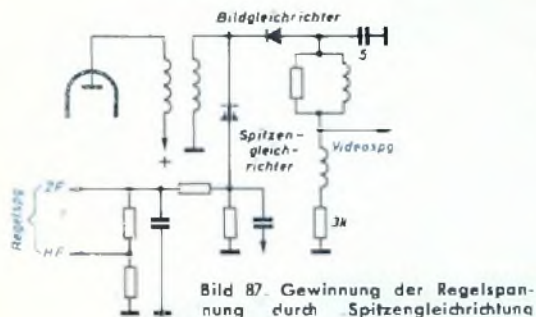 Bildgleichrichter
5
Spitzen-
gleich-
richter
Videospg
+
Regelspg
ZF
HF
3k
Bild 87. Gewinnung der Regelspan-
nung durch Spitzengleichrichtung